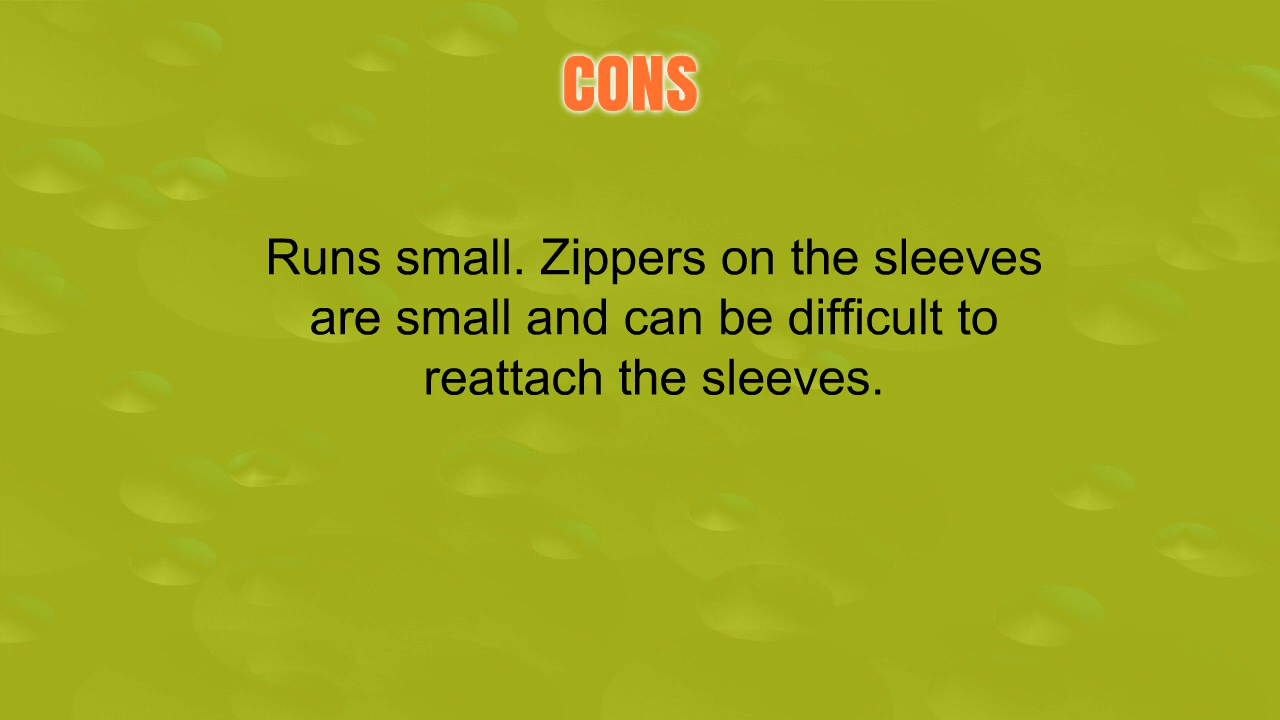 CONS
Runs small. Zippers on the sleeves
are small and can be difficult to
reattach the sleeves.